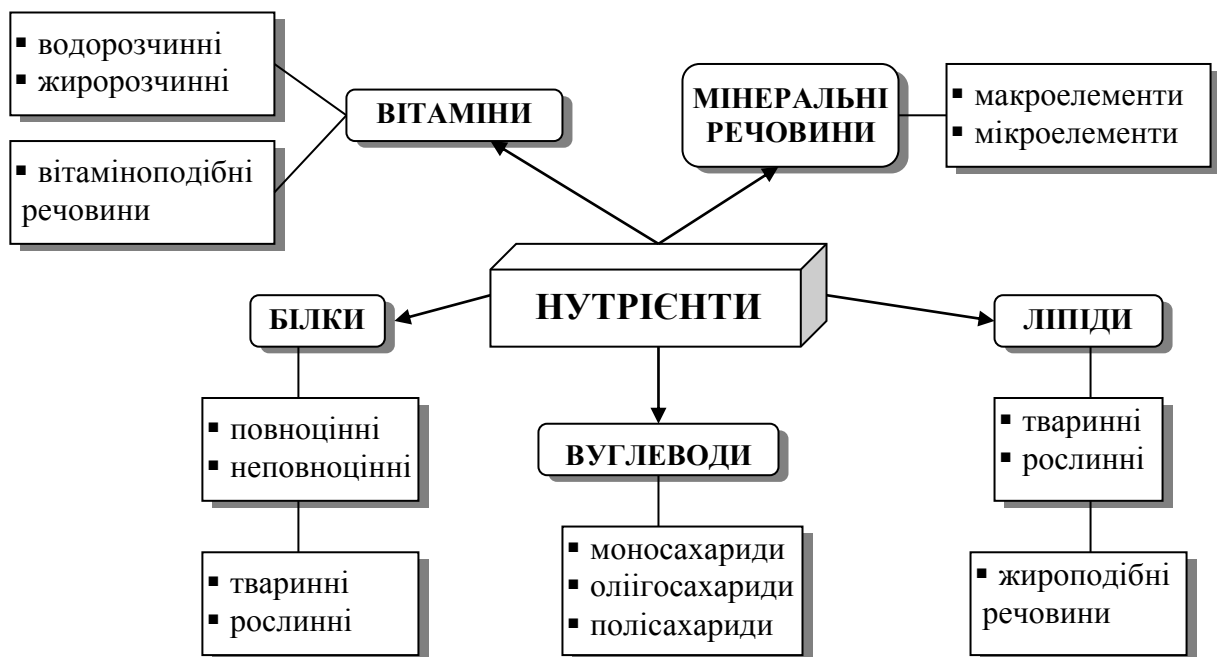 ▪ водорозчинні
▪ жиророзчинні
ВІТАМІНИ
МІНЕРАЛЬНІ
РЕЧОВИНИ
▪ макроелементи
▪ мікроелементи
▪ вітаміноподібні
речовини
НУТРІЄНТИ
БІЛКИ
ЛІПІДИ
▪ повноцінні
▪ неповноцінні
ВУГЛЕВОДИ
▪ тваринні
▪ рослинні
▪ тваринні
▪ рослинні
▪ моносахариди
▪ оліігосахариди
▪ полісахариди
▪ жироподібні
речовини